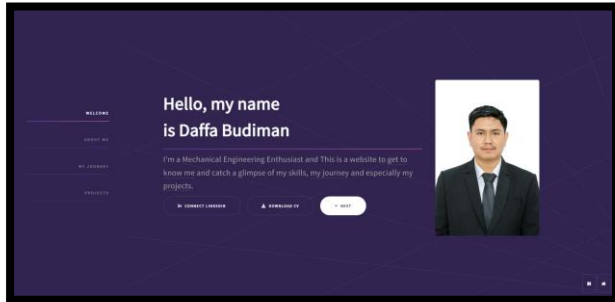 WELCOME
ABOUT ME
MY JOURNEY
PROJECTS
Hello, my name
is Daffa Budiman
I'm a Mechanical Engineering Enthusiast and This is a website to get to
know me and catch a glimpse of my skills, my journey and especially my
projects.
CONNECT LINKEDIN
DOWNLOAD CV
NEXT